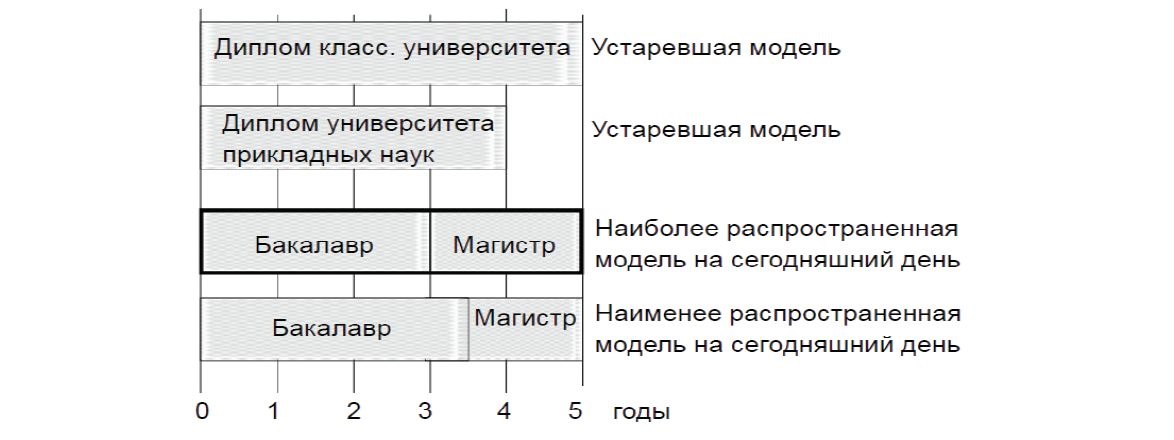 Диплом класс. университета Устаревшая модель
Диплом университета
прикладных наук
Устаревшая модель
Бакалавр Магистр
Наиболее распространенная
модель на сегодняшний день
Бакалавр Магистр
Наименее распространенная
модель на сегодняшний день
0 1 2 3 4 5 годы